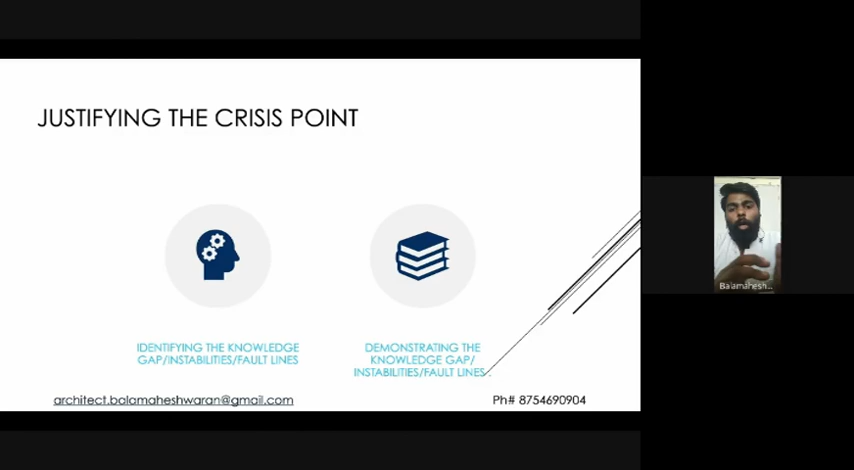 JUSTIFYING THE CRISIS POINT
IDENTIFYING THE KNOWLEDGE
GAP/INSTABILITIES/FAULT LINES
DEMONSTRATING THE
KNOWLEDGE GAP/
INSTABILITIES/FAULT LINES.
architect.balamaheshwaran@gmail.com
Ph# 8754690904
Balamahesh...